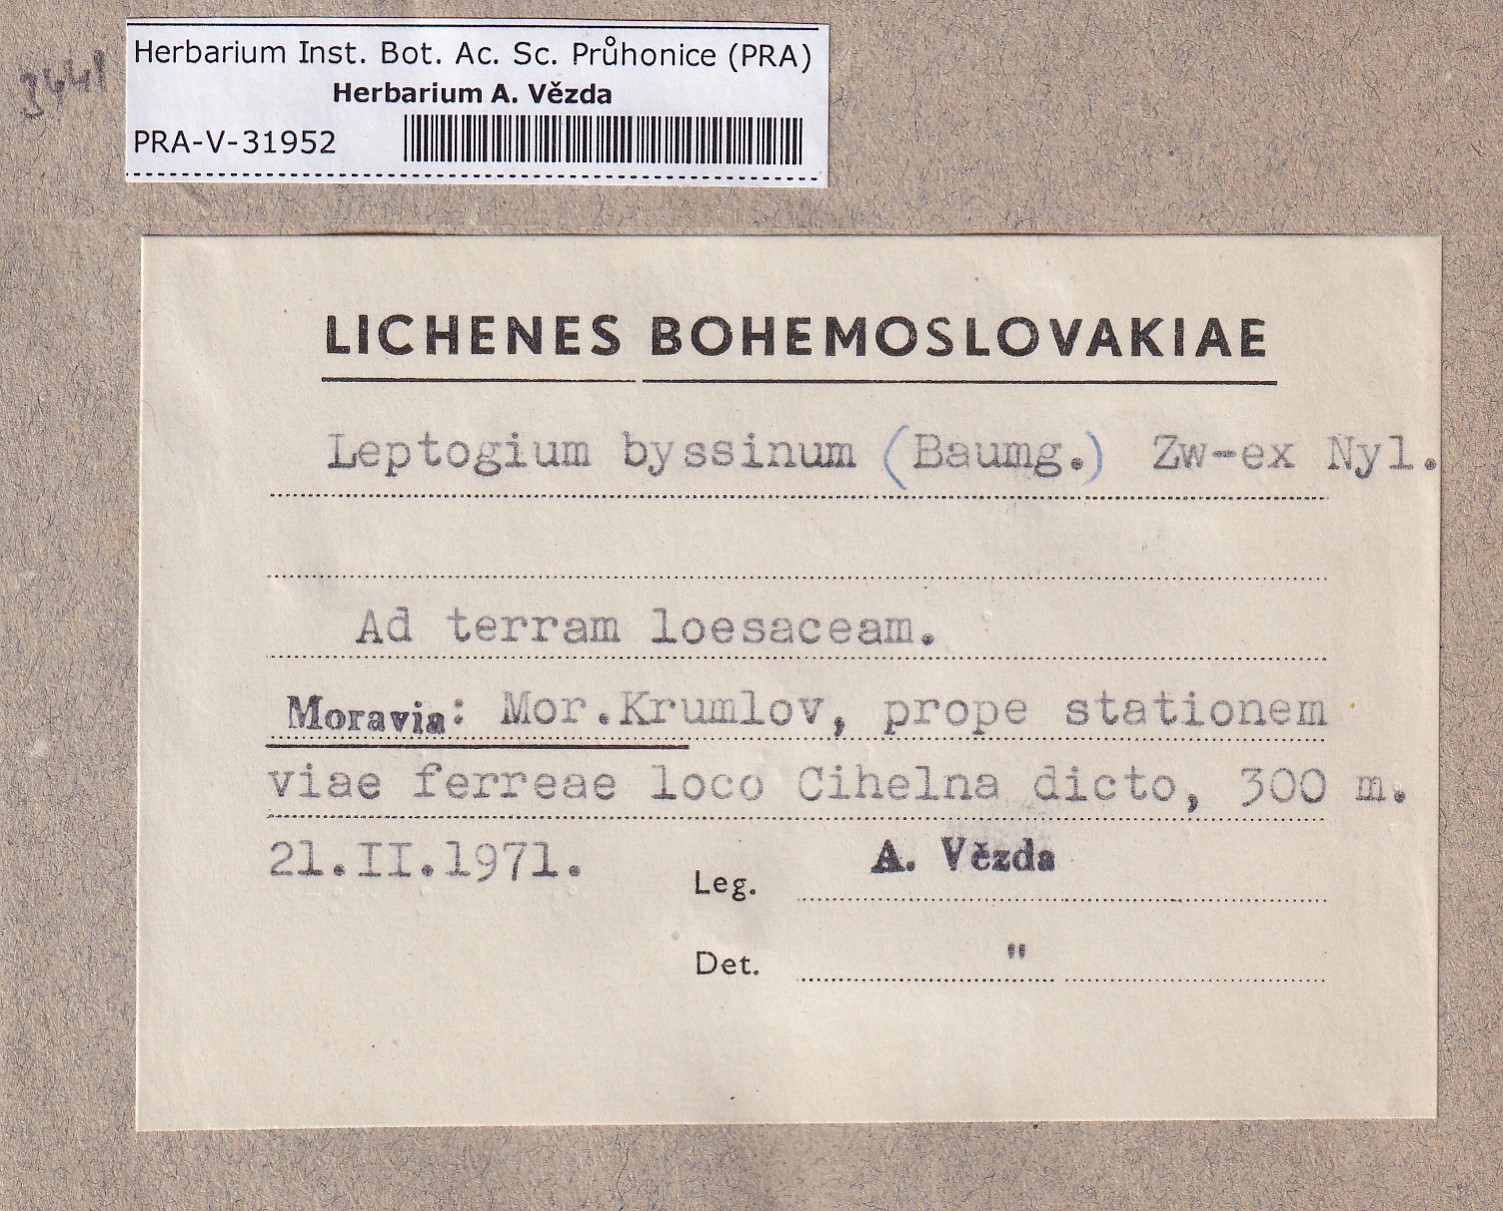 3441
Herbarium Inst. Bot. Ac. Sc. Průhonice (PRA)
Herbarium A. Vězda
PRA-V-31952
LICHENES BOHEMOSLOVAKIAE
Leptogium byssinum (Baumg.) Zw-ex Nyl.
Ad terram loesaceam.
Moravia: Mor.Krumlov, prope stationem
viae ferreae loco Cihelna dicto, 300 m.
21.II.1971.
Leg. A. Vězda
Det. "